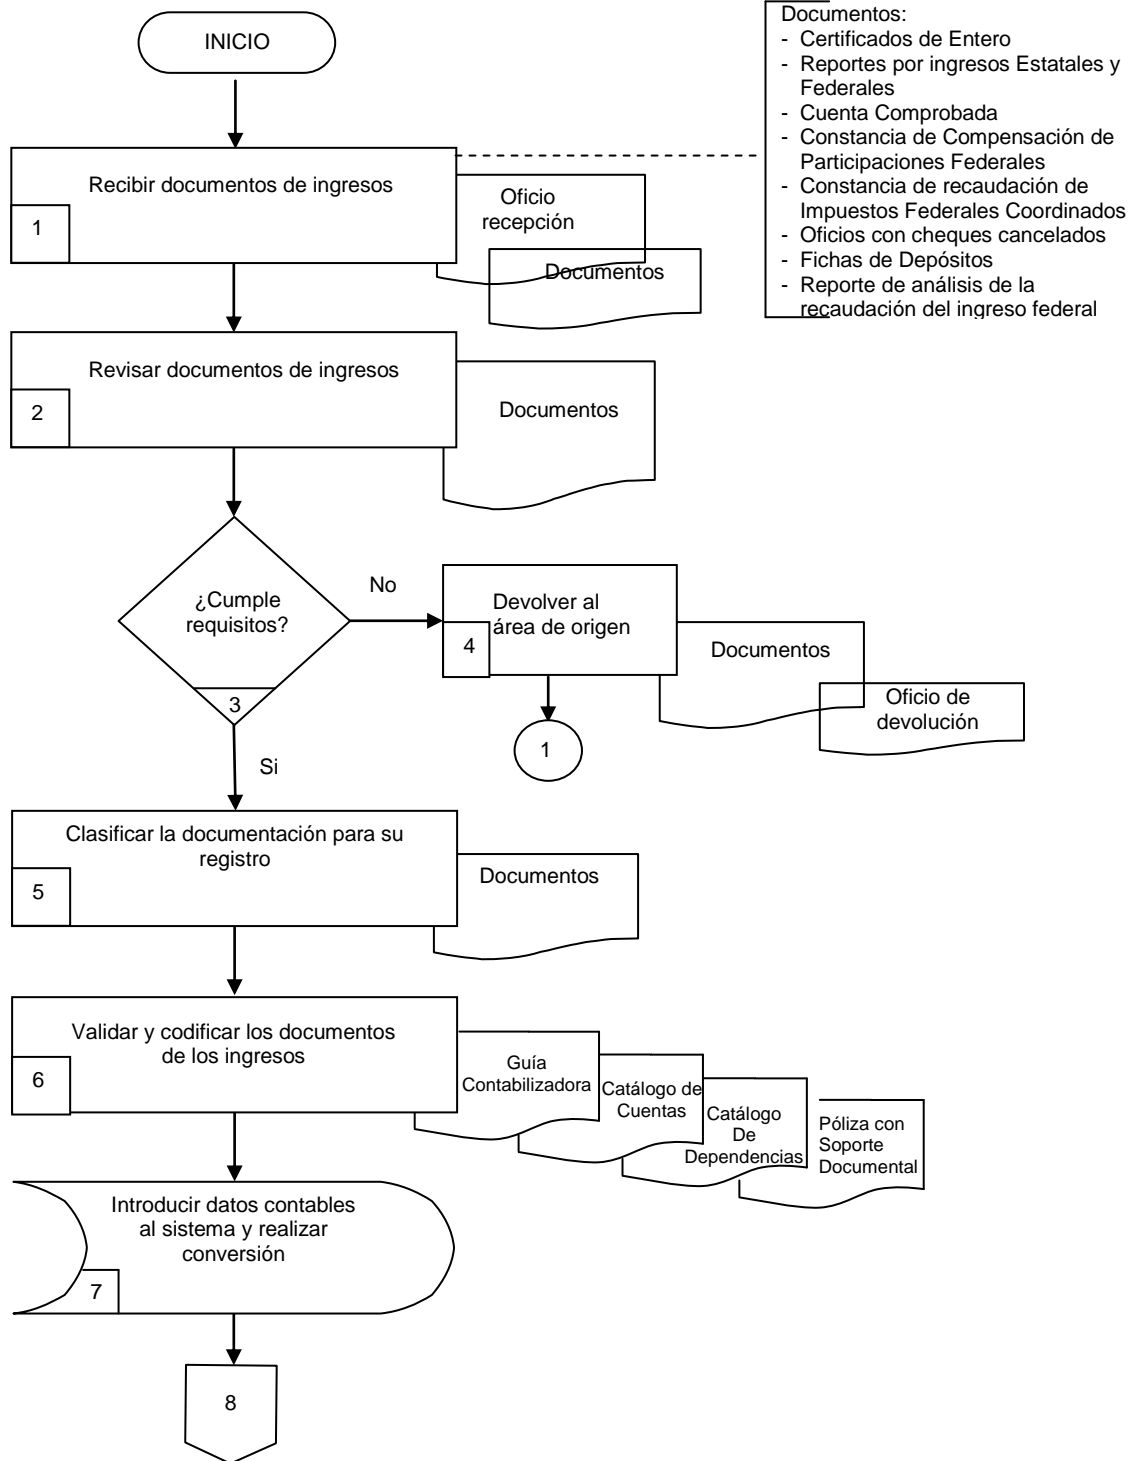 INICIO
Documentos:
- Certificados de Entero
- Reportes por ingresos Estatales y
Federales
- Cuenta Comprobada
- Constancia de Compensación de
Participaciones Federales
- Constancia de recaudación de
Impuestos Federales Coordinados
- Oficios con cheques cancelados
- Fichas de Depósitos
- Reporte de análisis de la
recaudación del ingreso federal
Recibir documentos de ingresos
1
Oficio
recepción
Documentos
Revisar documentos de ingresos
2
Documentos
¿Cumple
requisitos?
3
No
Devolver al
área de origen
4
Documentos
Oficio de
devolución
1
Si
Clasificar la documentación para su
registro
5
Documentos
Validar y codificar los documentos
de los ingresos
6
Guía
Contabilizadora
Catálogo de
Cuentas
Catálogo
De
Dependencias
Póliza con
Soporte
Documental
Introducir datos contables
al sistema y realizar
conversión
7
8